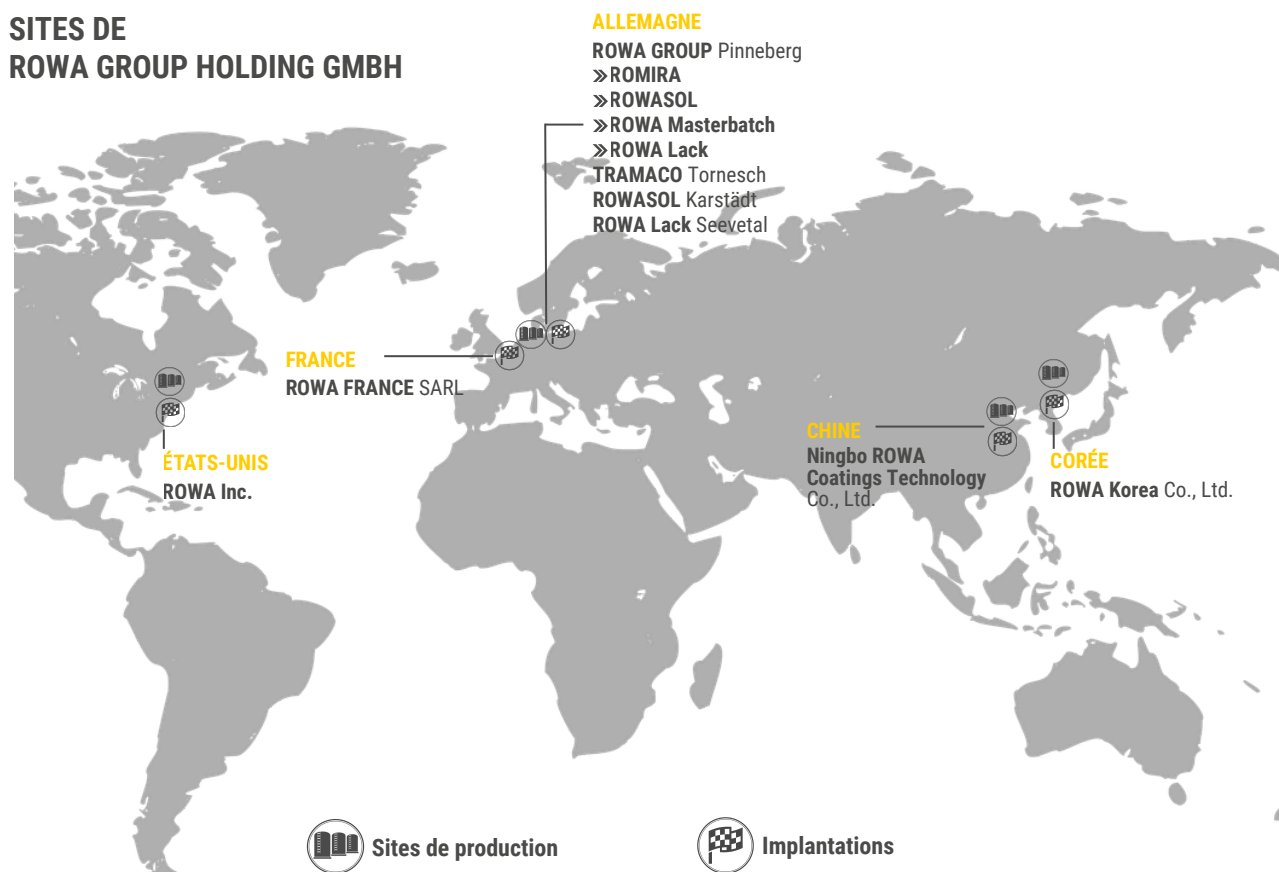 SITES DE
ROWA GROUP HOLDING GMBH
ALLEMAGNE
ROWA GROUP Pinneberg
»ROMIRA
»ROWASOL
»ROWA Masterbatch
»ROWA Lack
TRAMACO Tornesch
ROWASOL Karstädt
ROWA Lack Seevetal
FRANCE
ROWA FRANCE SARL
ÉTATS-UNIS
ROWA Inc.
CHINE
Ningbo ROWA
Coatings Technology
Co., Ltd.
CORÉE
ROWA Korea Co., Ltd.
Sites de production
Implantations